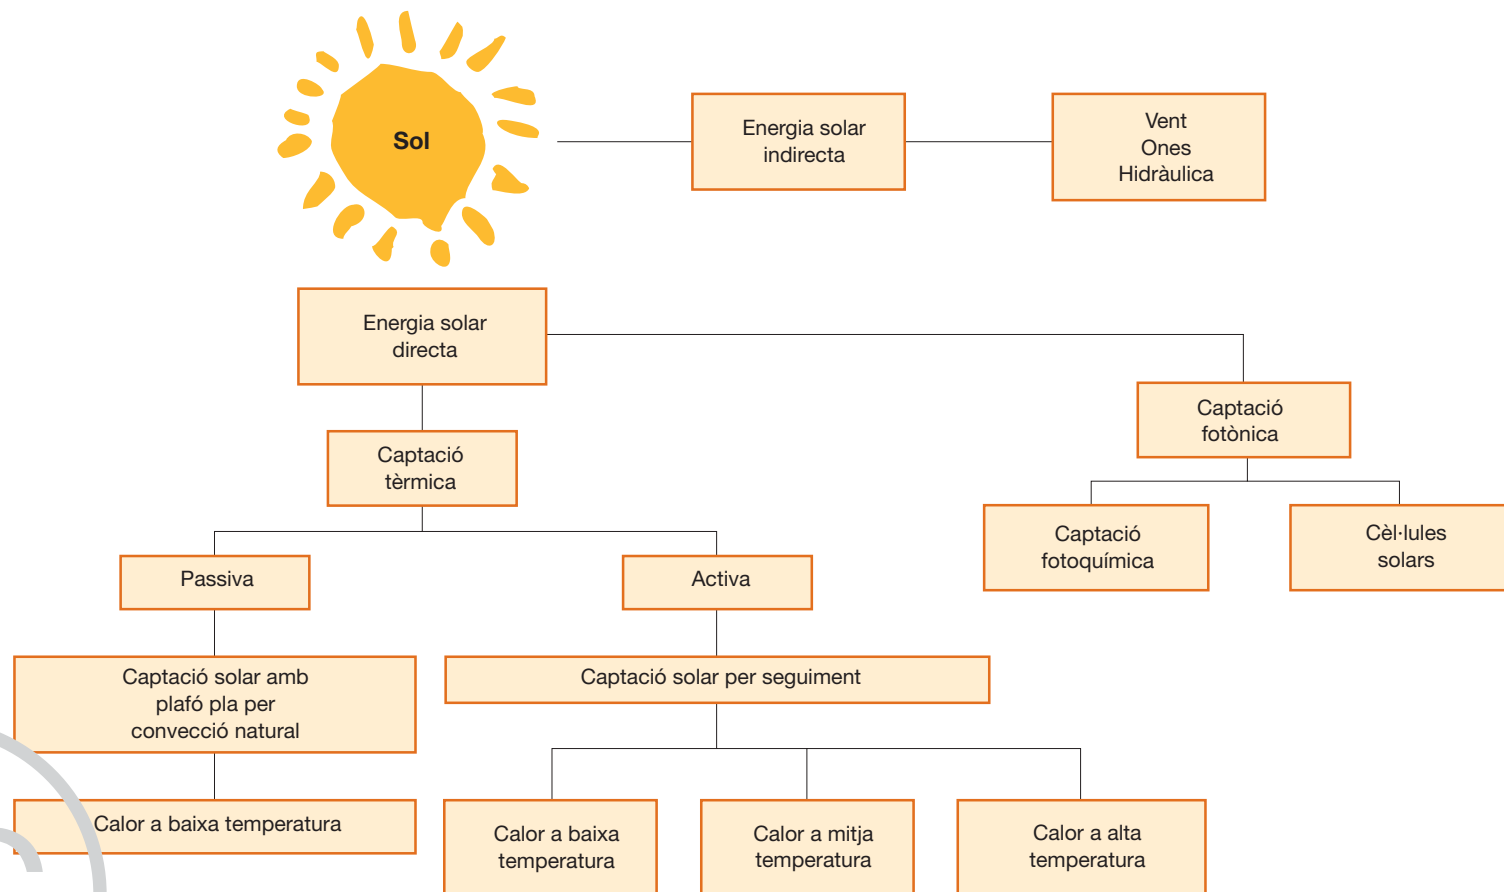 Sol
Energia solar
indirecta
Vent
Ones
Hidràulica
Energia solar
directa
Captació
fotònica
Captació
tèrmica
Captació
fotoquímica
Cèl·lules
solars
Passiva
Activa
Captació solar amb
plafó pla per
convecció natural
Captació solar per seguiment
Calor a baixa temperatura
Calor a baixa
temperatura
Calor a mitja
temperatura
Calor a alta
temperatura